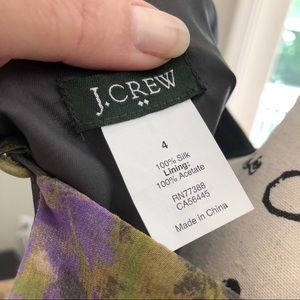 J.CREW
4
100% Silk
Lining:
100% Acetate
RN77388
CA56445
Made in China